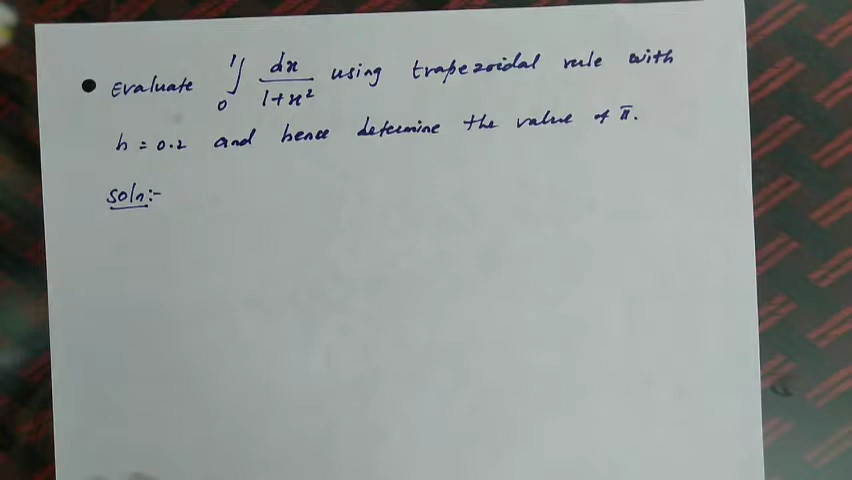 Evaluate ∫₀¹ dx/(1+x²) using trapezoidal rule with
h = 0.2 and hence determine the value of π.
Soln:-